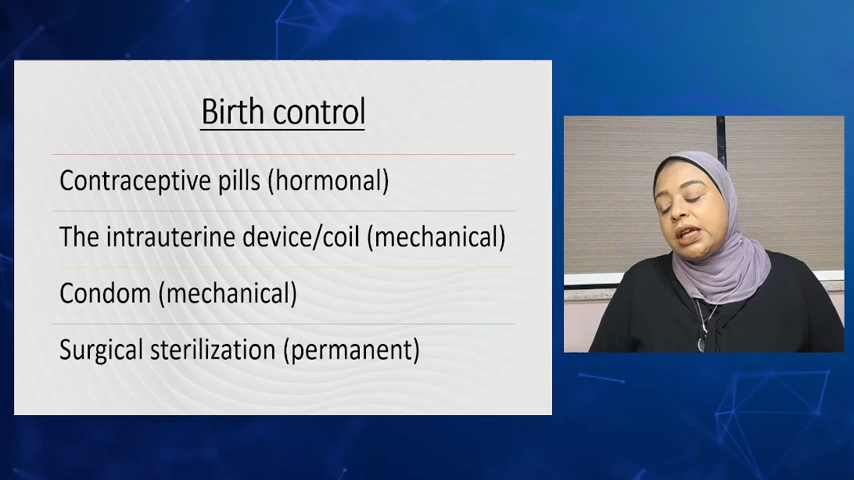 Birth control
Contraceptive pills (hormonal)
The intrauterine device/coil (mechanical)
Condom (mechanical)
Surgical sterilization (permanent)